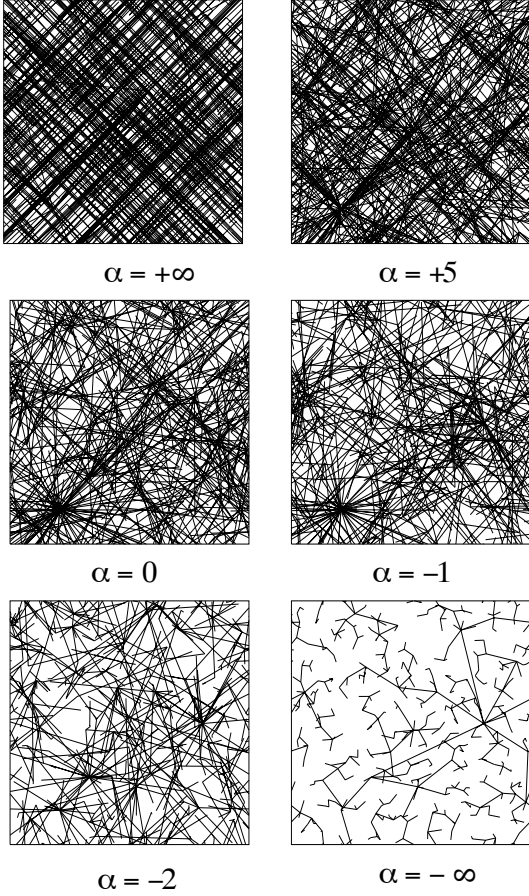 α = +∞ α = +5
α = 0 α = −1
α = −2 α = − ∞